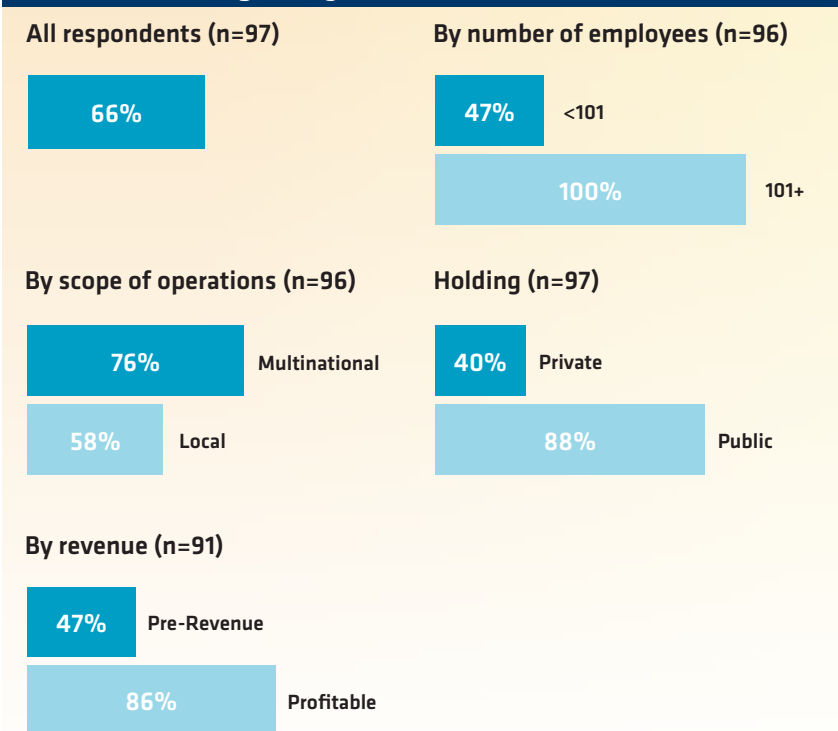 All respondents (n=97)
66%
By number of employees (n=96)
47% <101
100% 101+
By scope of operations (n=96)
76% Multinational
58% Local
Holding (n=97)
40% Private
88% Public
By revenue (n=91)
47% Pre-Revenue
86% Profitable